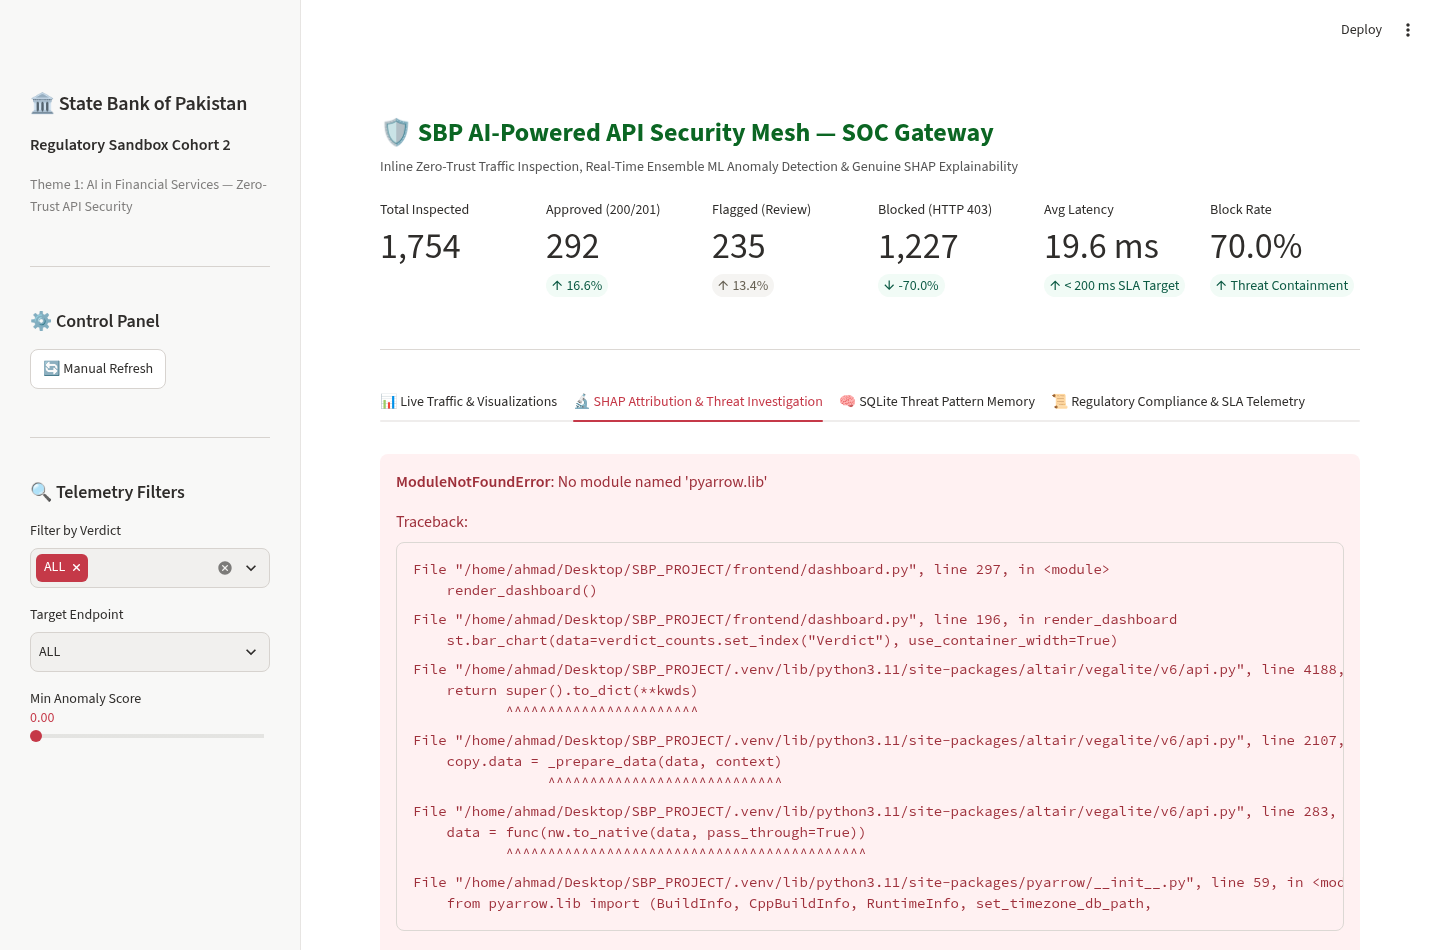 Deploy
State Bank of Pakistan
Regulatory Sandbox Cohort 2
Theme 1: AI in Financial Services — Zero-
Trust API Security
Control Panel
Manual Refresh
Telemetry Filters
Filter by Verdict
ALL
Target Endpoint
ALL
Min Anomaly Score
0.00
SBP AI-Powered API Security Mesh — SOC Gateway
Inline Zero-Trust Traffic Inspection, Real-Time Ensemble ML Anomaly Detection & Genuine SHAP Explainability
Total Inspected
1,754
Approved (200/201)
292
↑ 16.6%
Flagged (Review)
235
↑ 13.4%
Blocked (HTTP 403)
1,227
↓ -70.0%
Avg Latency
19.6 ms
↑ < 200 ms SLA Target
Block Rate
70.0%
↑ Threat Containment
Live Traffic & Visualizations
SHAP Attribution & Threat Investigation
SQLite Threat Pattern Memory
Regulatory Compliance & SLA Telemetry
ModuleNotFoundError: No module named 'pyarrow.lib'
Traceback:
File "/home/ahmad/Desktop/SBP_PROJECT/frontend/dashboard.py", line 297, in <module>
    render_dashboard()
File "/home/ahmad/Desktop/SBP_PROJECT/frontend/dashboard.py", line 196, in render_dashboard
    st.bar_chart(data=verdict_counts.set_index("Verdict"), use_container_width=True)
File "/home/ahmad/Desktop/SBP_PROJECT/.venv/lib/python3.11/site-packages/altair/vegalite/v6/api.py", line 4188,
    return super().to_dict(**kwds)
           ^^^^^^^^^^^^^^^^^^^^^^^
File "/home/ahmad/Desktop/SBP_PROJECT/.venv/lib/python3.11/site-packages/altair/vegalite/v6/api.py", line 2107,
    copy.data = _prepare_data(data, context)
                ^^^^^^^^^^^^^^^^^^^^^^^^^^^^
File "/home/ahmad/Desktop/SBP_PROJECT/.venv/lib/python3.11/site-packages/altair/vegalite/v6/api.py", line 283,
    data = func(nw.to_native(data, pass_through=True))
           ^^^^^^^^^^^^^^^^^^^^^^^^^^^^^^^^^^^^^^^^^^^
File "/home/ahmad/Desktop/SBP_PROJECT/.venv/lib/python3.11/site-packages/pyarrow/__init__.py", line 59, in <mod
    from pyarrow.lib import (BuildInfo, CppBuildInfo, RuntimeInfo, set_timezone_db_path,